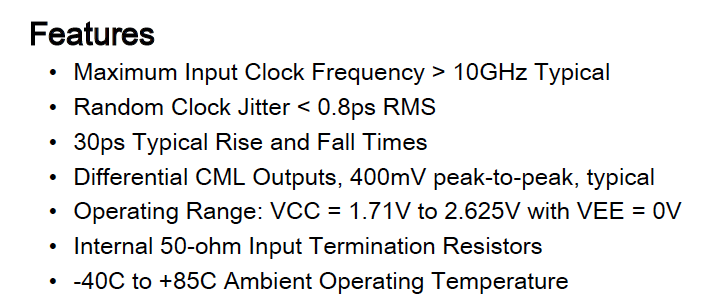 Features
• Maximum Input Clock Frequency > 10GHz Typical
• Random Clock Jitter < 0.8ps RMS
• 30ps Typical Rise and Fall Times
• Differential CML Outputs, 400mV peak-to-peak, typical
• Operating Range: VCC = 1.71V to 2.625V with VEE = 0V
• Internal 50-ohm Input Termination Resistors
• -40C to +85C Ambient Operating Temperature